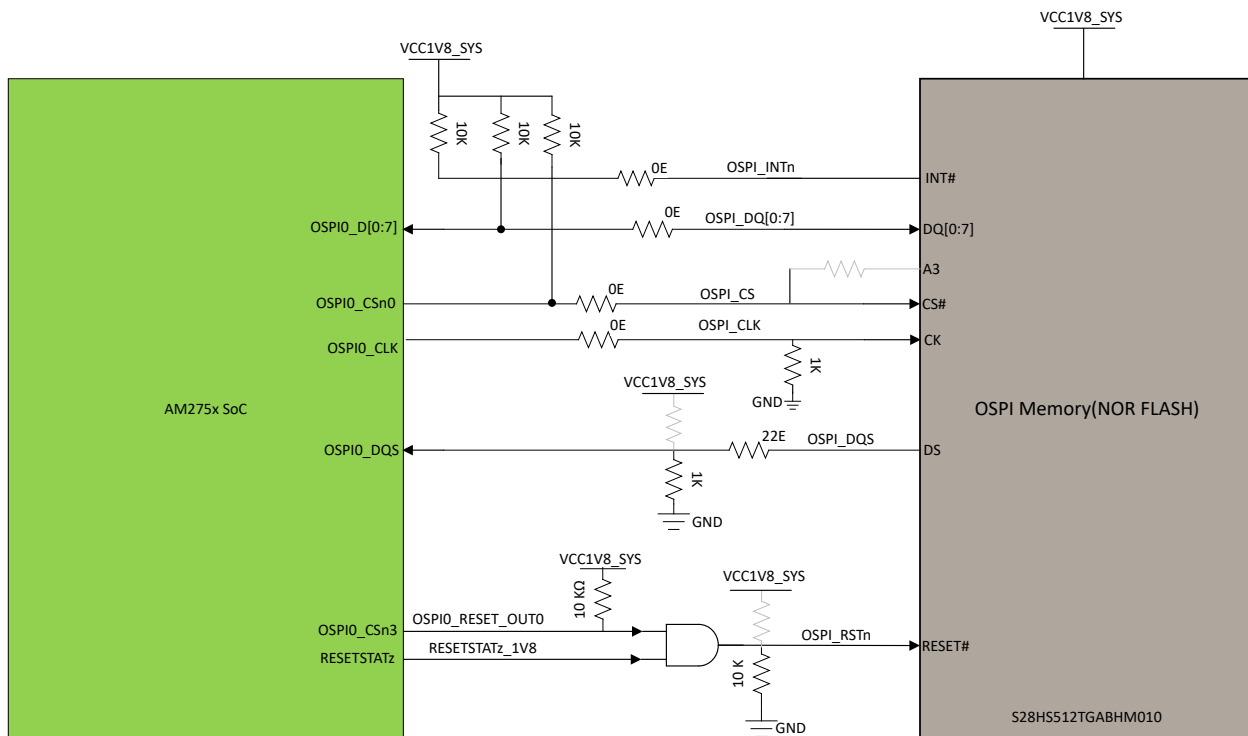 VCC1V8_SYS
VCC1V8_SYS
10K
10K
10K
0E
OSPI_INTn
INT#
OSPI0_D[0:7]
0E
OSPI_DQ[0:7]
DQ[0:7]
A3
OSPI0_CSn0
0E
OSPI_CS
CS#
OSPI0_CLK
0E
OSPI_CLK
CK
1K
GND
VCC1V8_SYS
AM275x SoC
OSPI Memory(NOR FLASH)
OSPI0_DQS
22E
OSPI_DQS
DS
1K
GND
VCC1V8_SYS
VCC1V8_SYS
10 KΩ
OSPI0_CSn3
OSPI0_RESET_OUT0
OSPI_RSTn
RESET#
RESETSTATz
RESETSTATz_1V8
10 K
GND
S28HS512TGABHM010